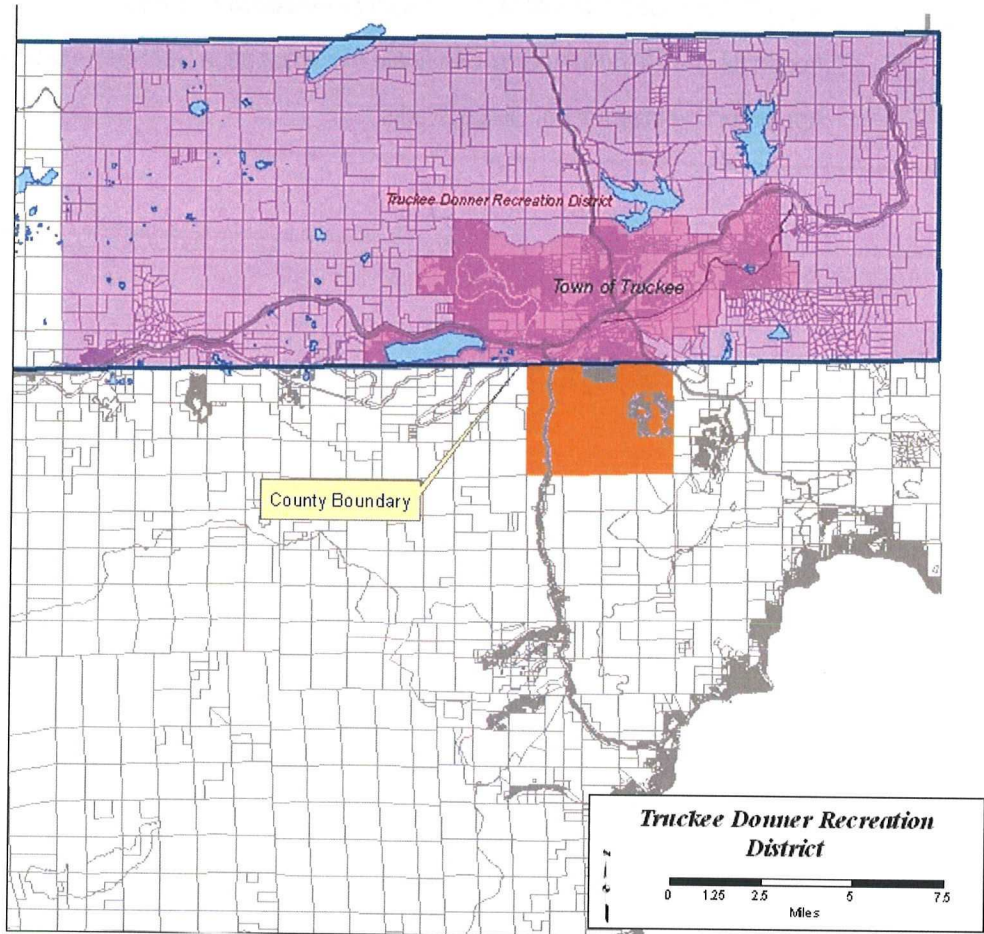 Truckee Donner Recreation District
Town of Truckee
County Boundary
Truckee Donner Recreation
District
0 1.25 2.5 5 7.5
Miles